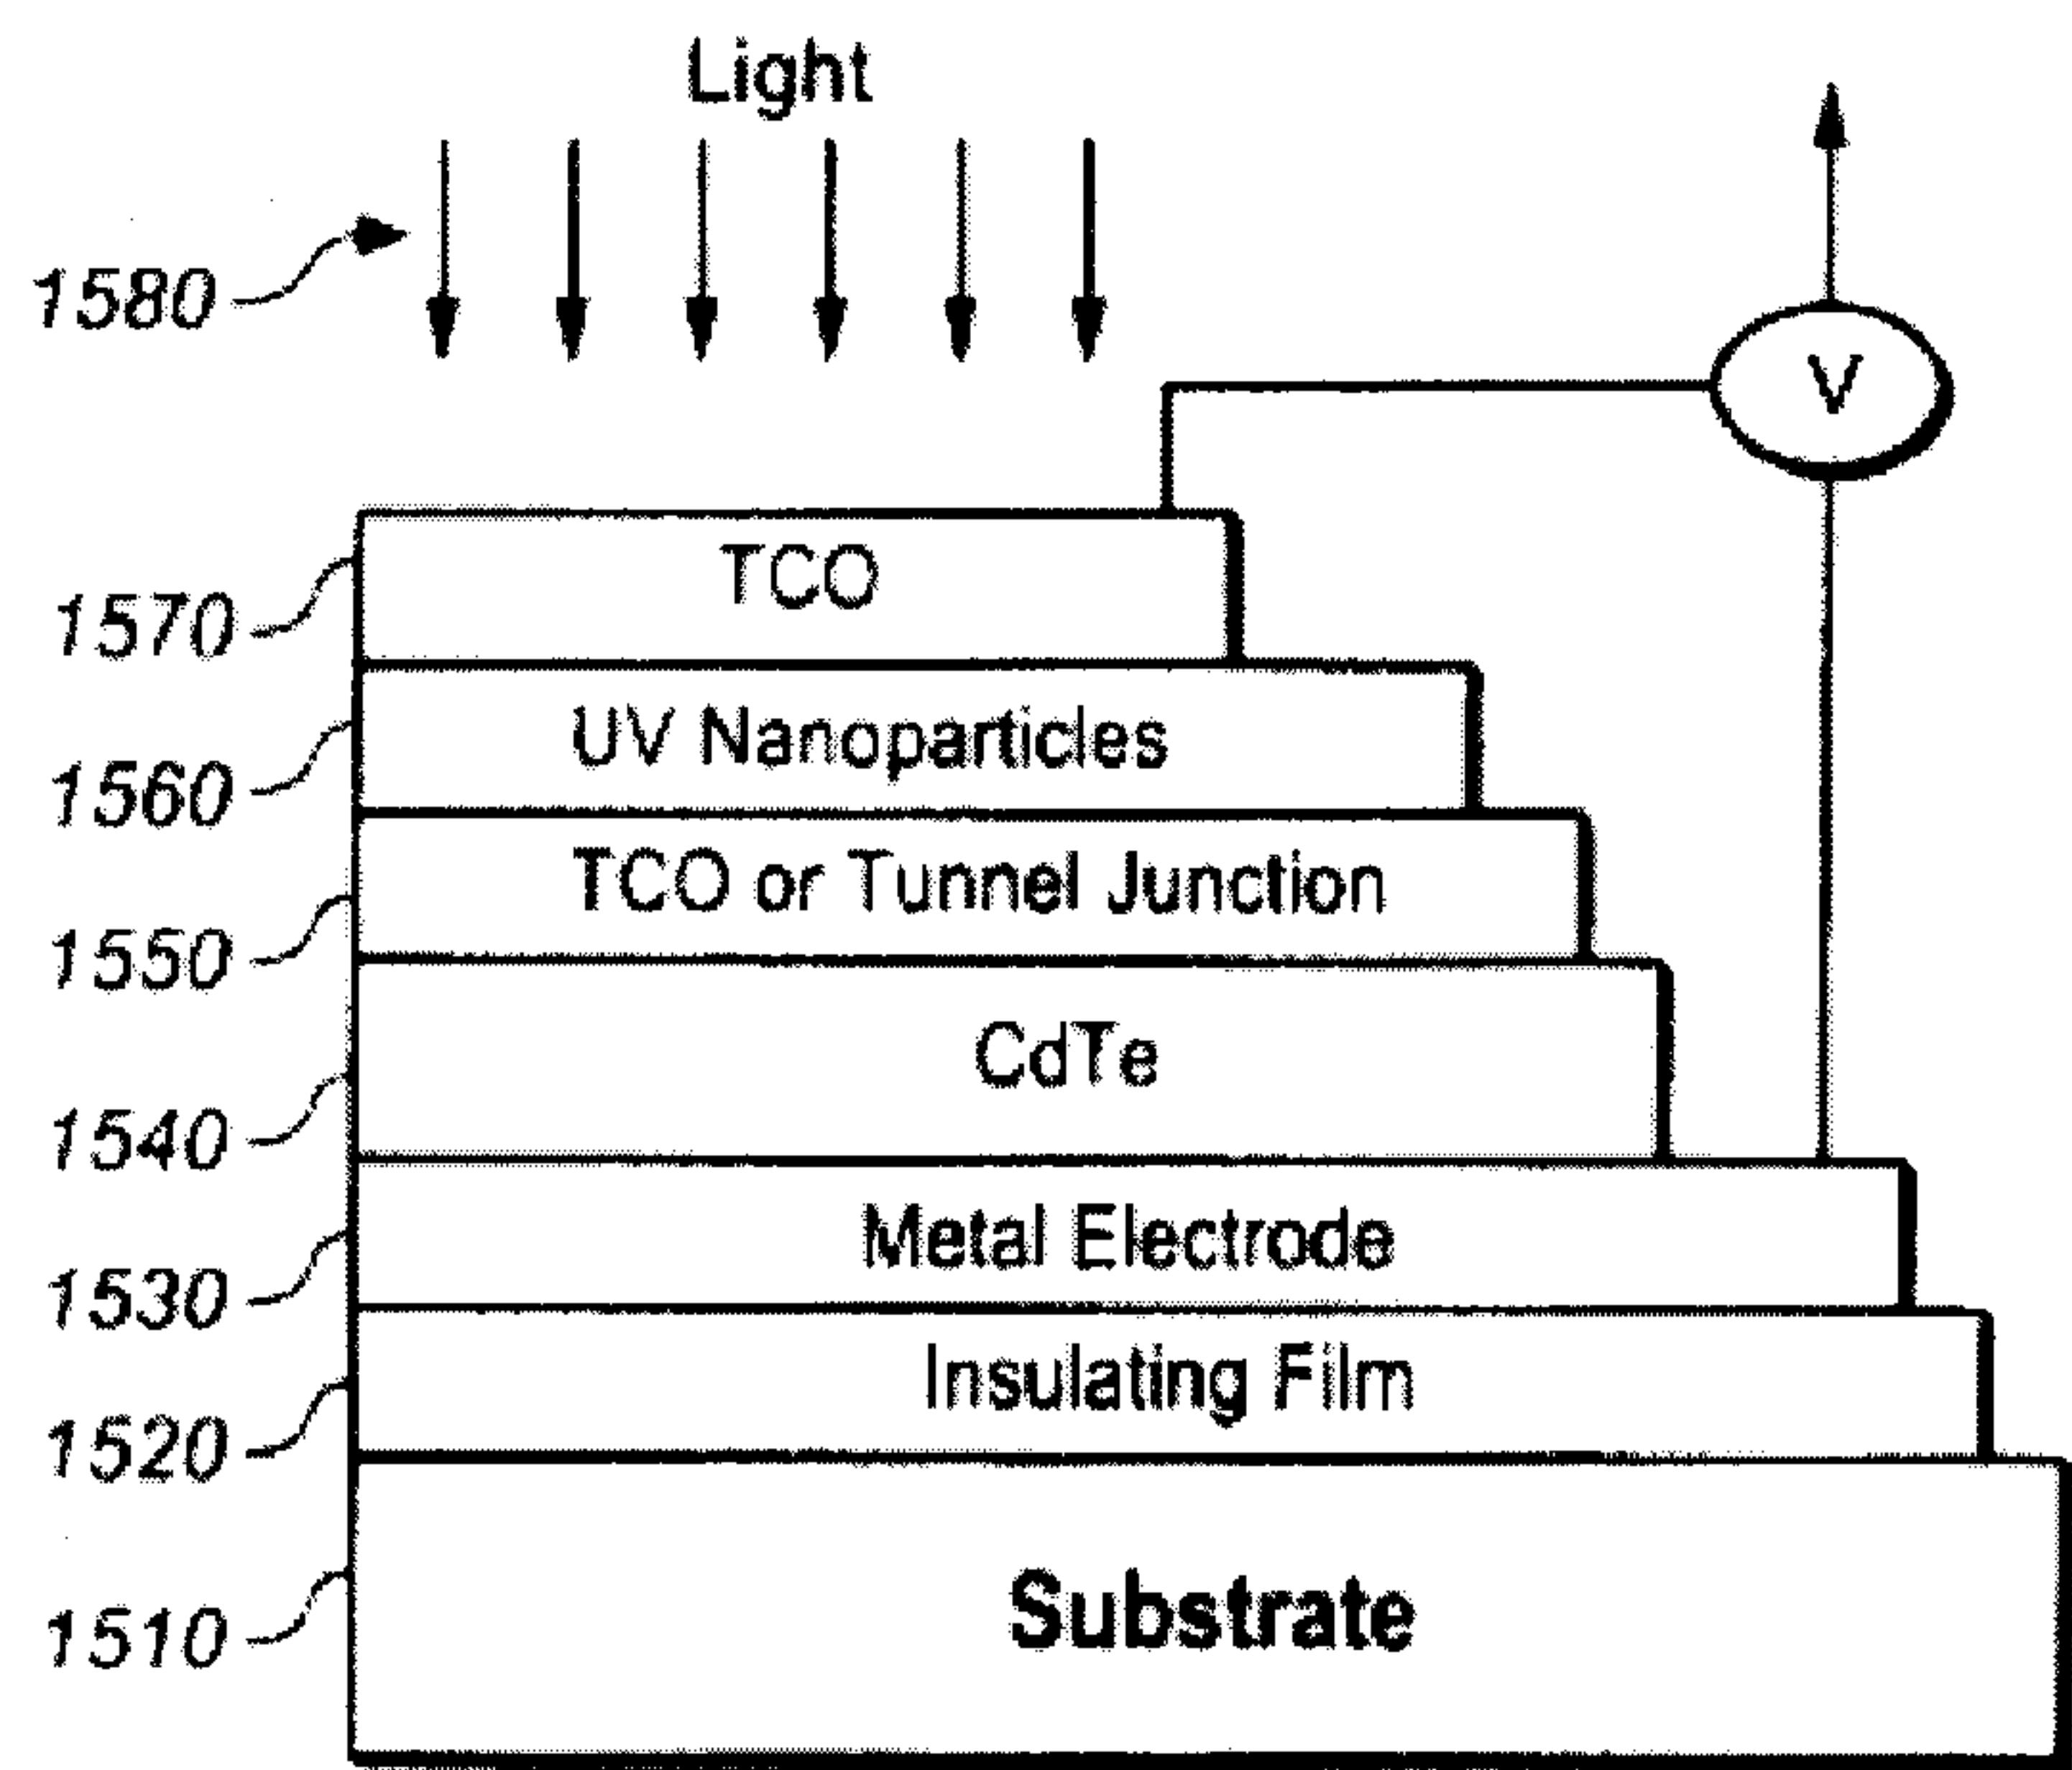 Light
1580
V
TCO
1570
UV Nanoparticles
1560
TCO or Tunnel Junction
1550
CdTe
1540
Metal Electrode
1530
Insulating Film
1520
Substrate
1510